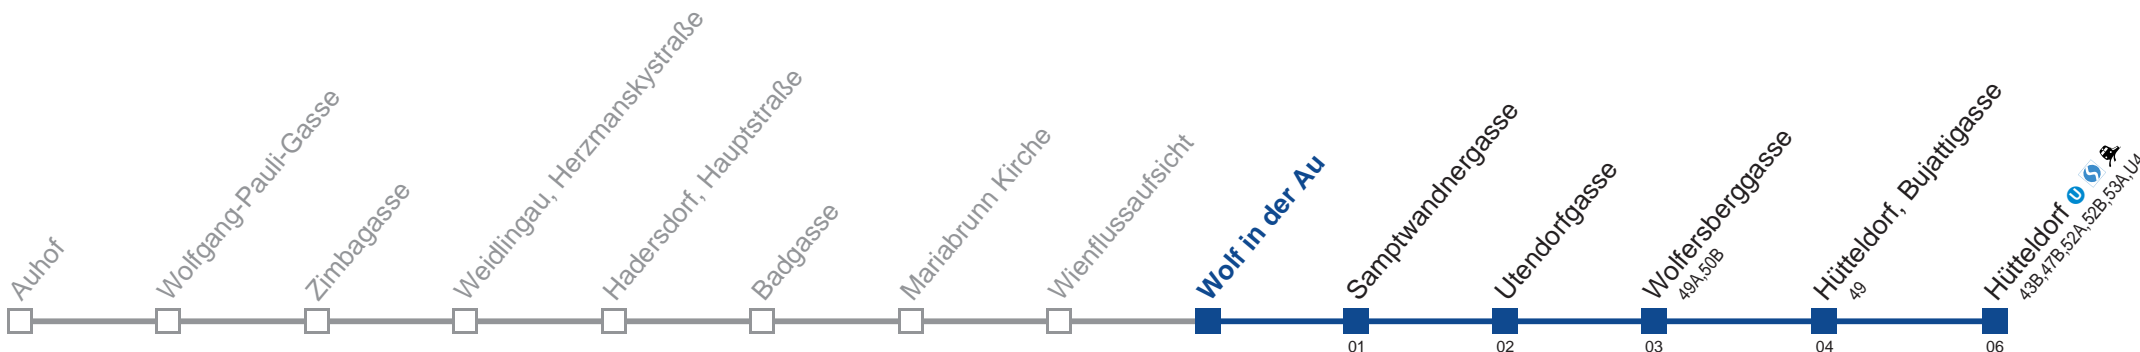 Auhof
Wolfgang-Pauli-Gasse
Zimbagasse
Weidlingau, Herzmanskystraße
Hadersdorf, Hauptstraße
Badgasse
Mariabrunn Kirche
Wienflussaufsicht
Wolf in der Au
Samptwandnergasse
01
Utendorfgasse
02
Wolfersberggasse
49A,50B
03
Hütteldorf, Bujattigasse
49
04
Hütteldorf U S
43B,47B,52A,52B,53A,U4
06